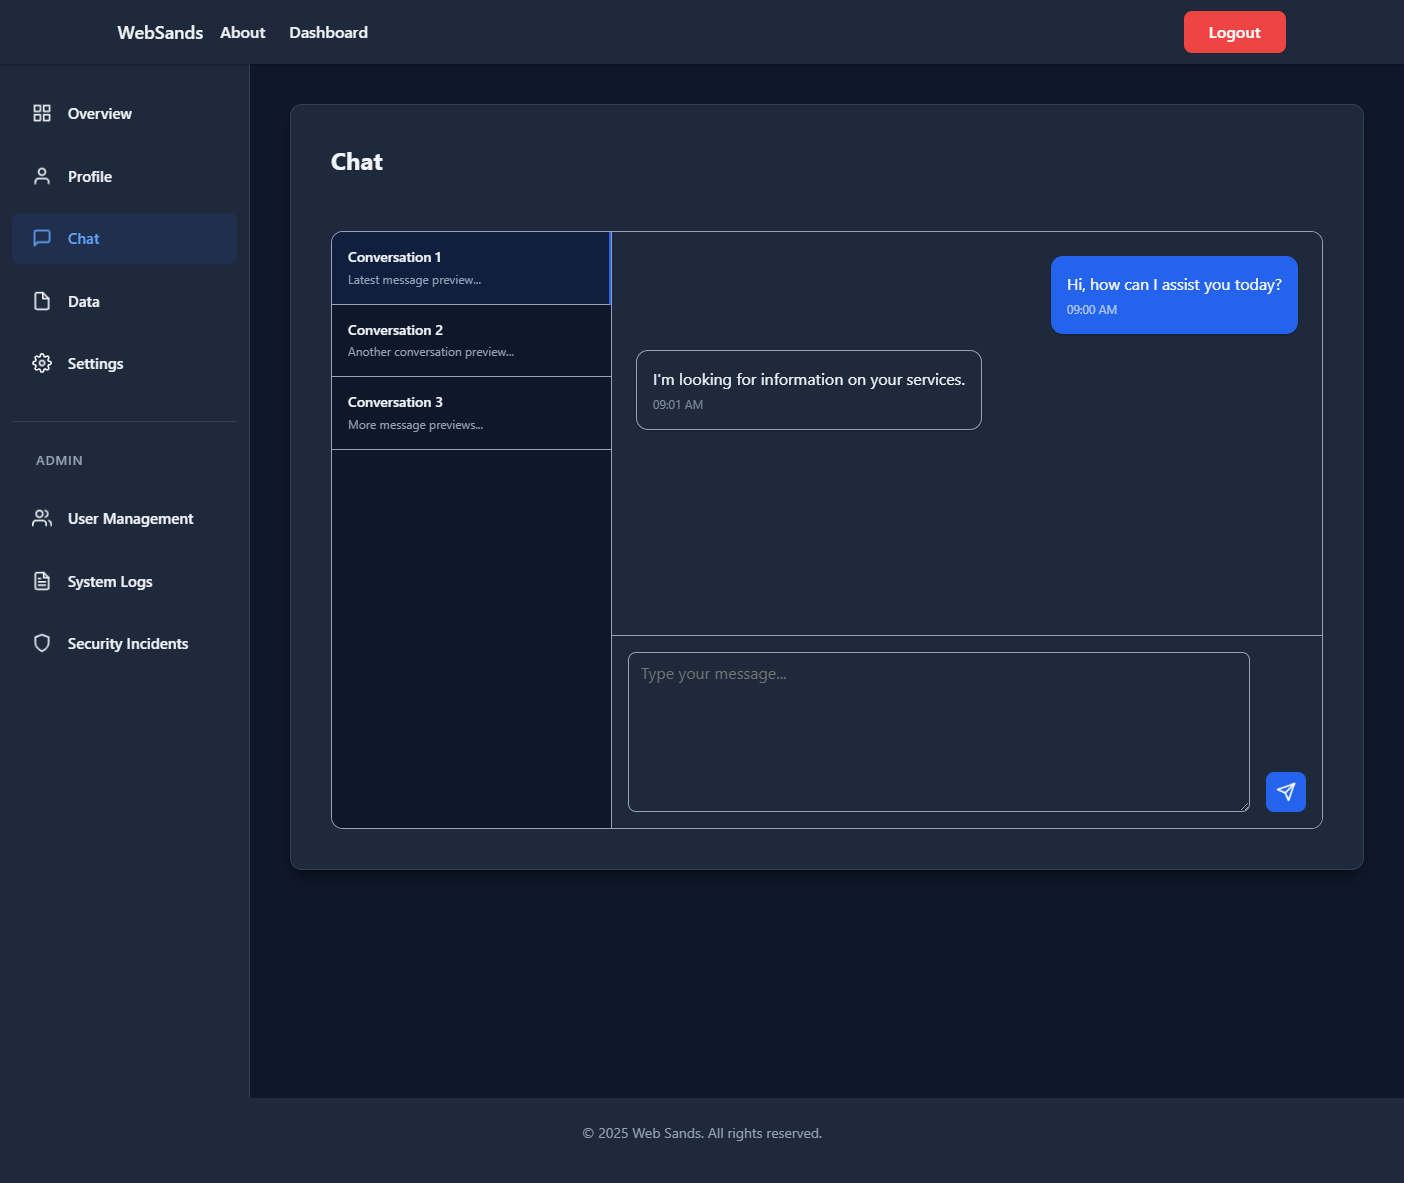 WebSands About Dashboard Logout
Overview
Profile
Chat
Data
Settings
ADMIN
User Management
System Logs
Security Incidents
Chat
Conversation 1
Latest message preview...
Conversation 2
Another conversation preview...
Conversation 3
More message previews...
Hi, how can I assist you today?
09:00 AM
I'm looking for information on your services.
09:01 AM
Type your message...
© 2025 Web Sands. All rights reserved.